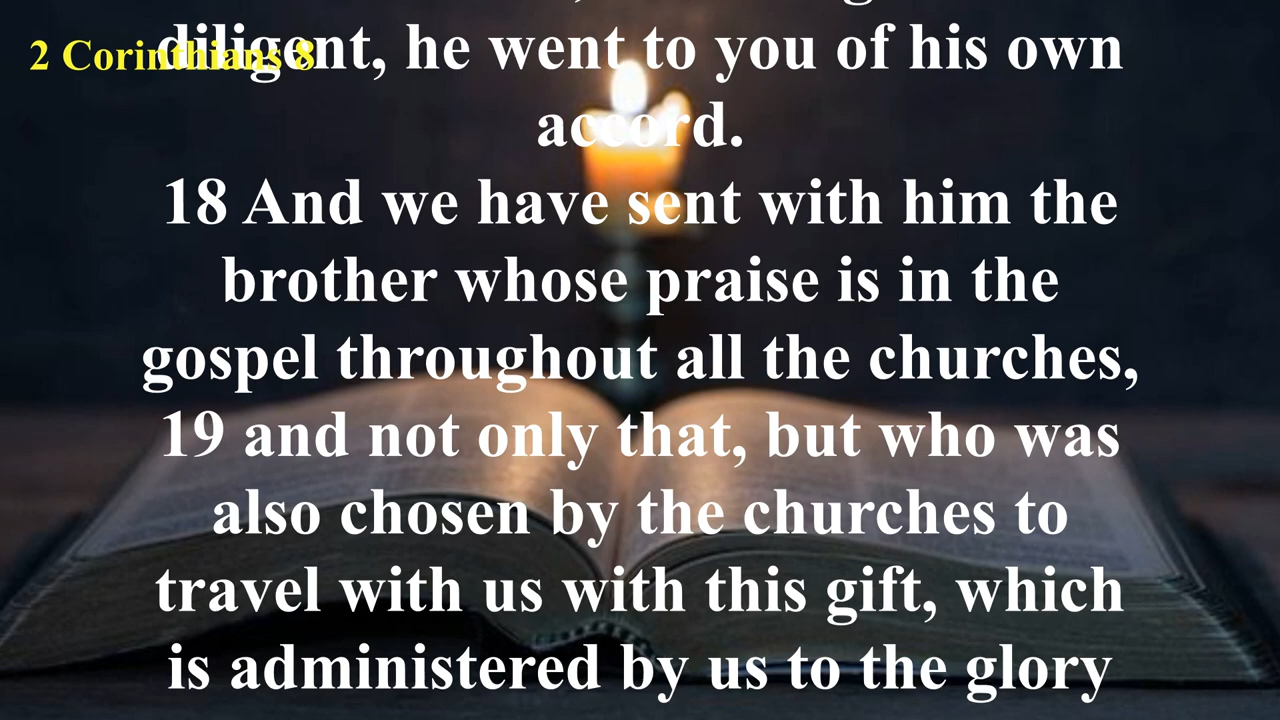 2 Corinthians 8
diligent, he went to you of his own
accord.
18 And we have sent with him the
brother whose praise is in the
gospel throughout all the churches,
19 and not only that, but who was
also chosen by the churches to
travel with us with this gift, which
is administered by us to the glory